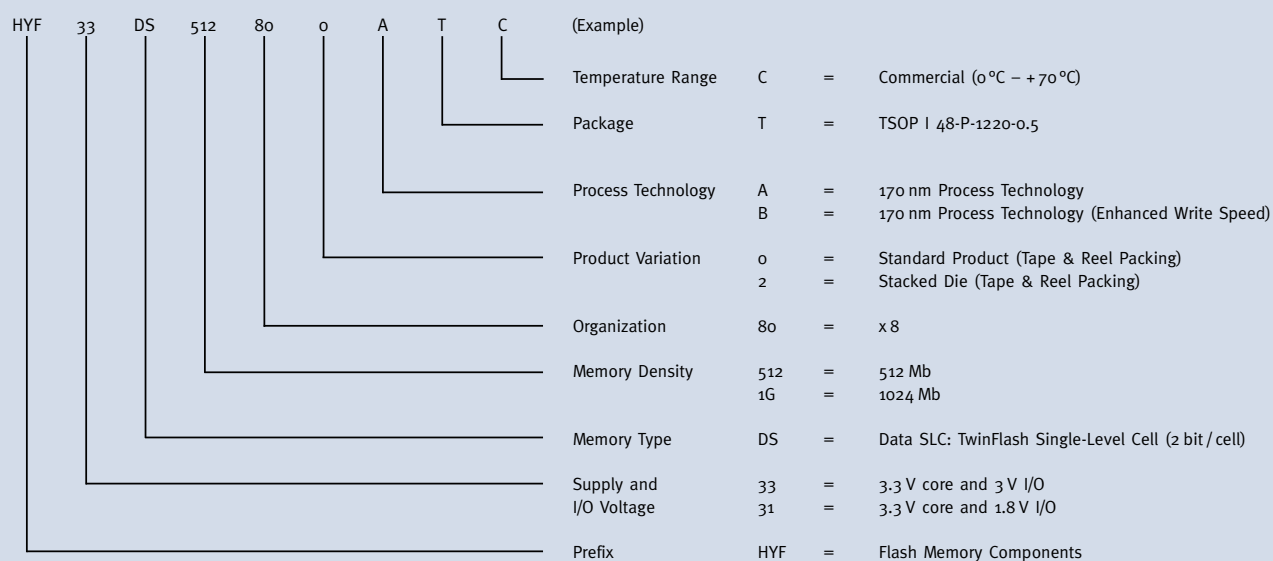 HYF 33 DS 512 80 0 A T C (Example)
Temperature Range C = Commercial (0 °C – + 70 °C)
Package T = TSOP I 48-P-1220-0.5
Process Technology A = 170 nm Process Technology
B = 170 nm Process Technology (Enhanced Write Speed)
Product Variation 0 = Standard Product (Tape & Reel Packing)
2 = Stacked Die (Tape & Reel Packing)
Organization 80 = x 8
Memory Density 512 = 512 Mb
1G = 1024 Mb
Memory Type DS = Data SLC: TwinFlash Single-Level Cell (2 bit / cell)
Supply and 33 = 3.3 V core and 3 V I/O
I/O Voltage 31 = 3.3 V core and 1.8 V I/O
Prefix HYF = Flash Memory Components